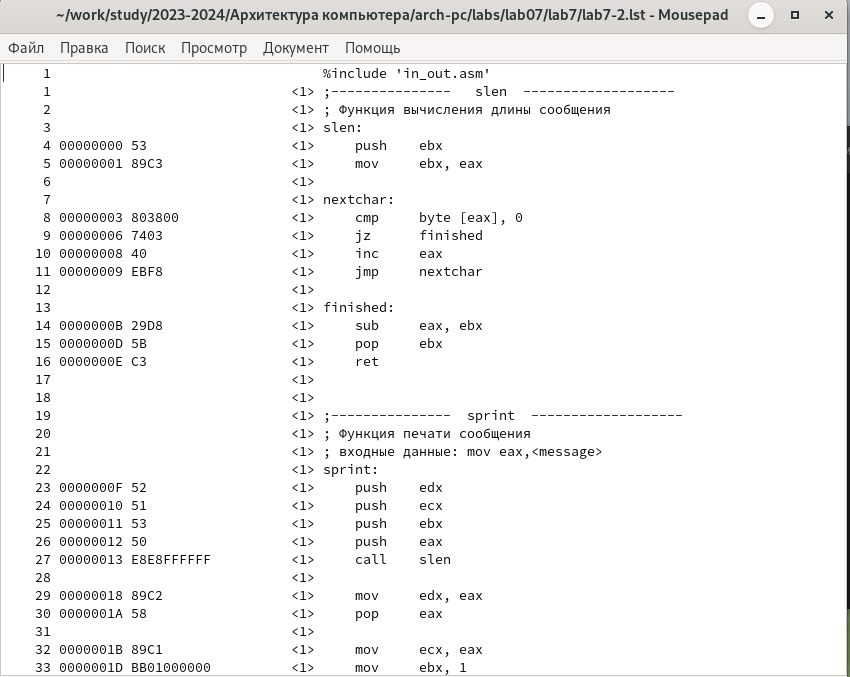 ~/work/study/2023-2024/Архитектура компьютера/arch-pc/labs/lab07/lab7/lab7-2.lst - Mousepad
Файл Правка Поиск Просмотр Документ Помощь
1 %include 'in_out.asm'
1 <1> ;--------------- slen -------------------
2 <1> ; Функция вычисления длины сообщения
3 <1> slen:
4 00000000 53 <1> push ebx
5 00000001 89C3 <1> mov ebx, eax
6 <1>
7 <1> nextchar:
8 00000003 803800 <1> cmp byte [eax], 0
9 00000006 7403 <1> jz finished
10 00000008 40 <1> inc eax
11 00000009 EBF8 <1> jmp nextchar
12 <1>
13 <1> finished:
14 0000000B 29D8 <1> sub eax, ebx
15 0000000D 5B <1> pop ebx
16 0000000E C3 <1> ret
17 <1>
18 <1>
19 <1> ;--------------- sprint -------------------
20 <1> ; Функция печати сообщения
21 <1> ; входные данные: mov eax,<message>
22 <1> sprint:
23 0000000F 52 <1> push edx
24 00000010 51 <1> push ecx
25 00000011 53 <1> push ebx
26 00000012 50 <1> push eax
27 00000013 E8E8FFFFFF <1> call slen
28 <1>
29 00000018 89C2 <1> mov edx, eax
30 0000001A 58 <1> pop eax
31 <1>
32 0000001B 89C1 <1> mov ecx, eax
33 0000001D BB01000000 <1> mov ebx, 1